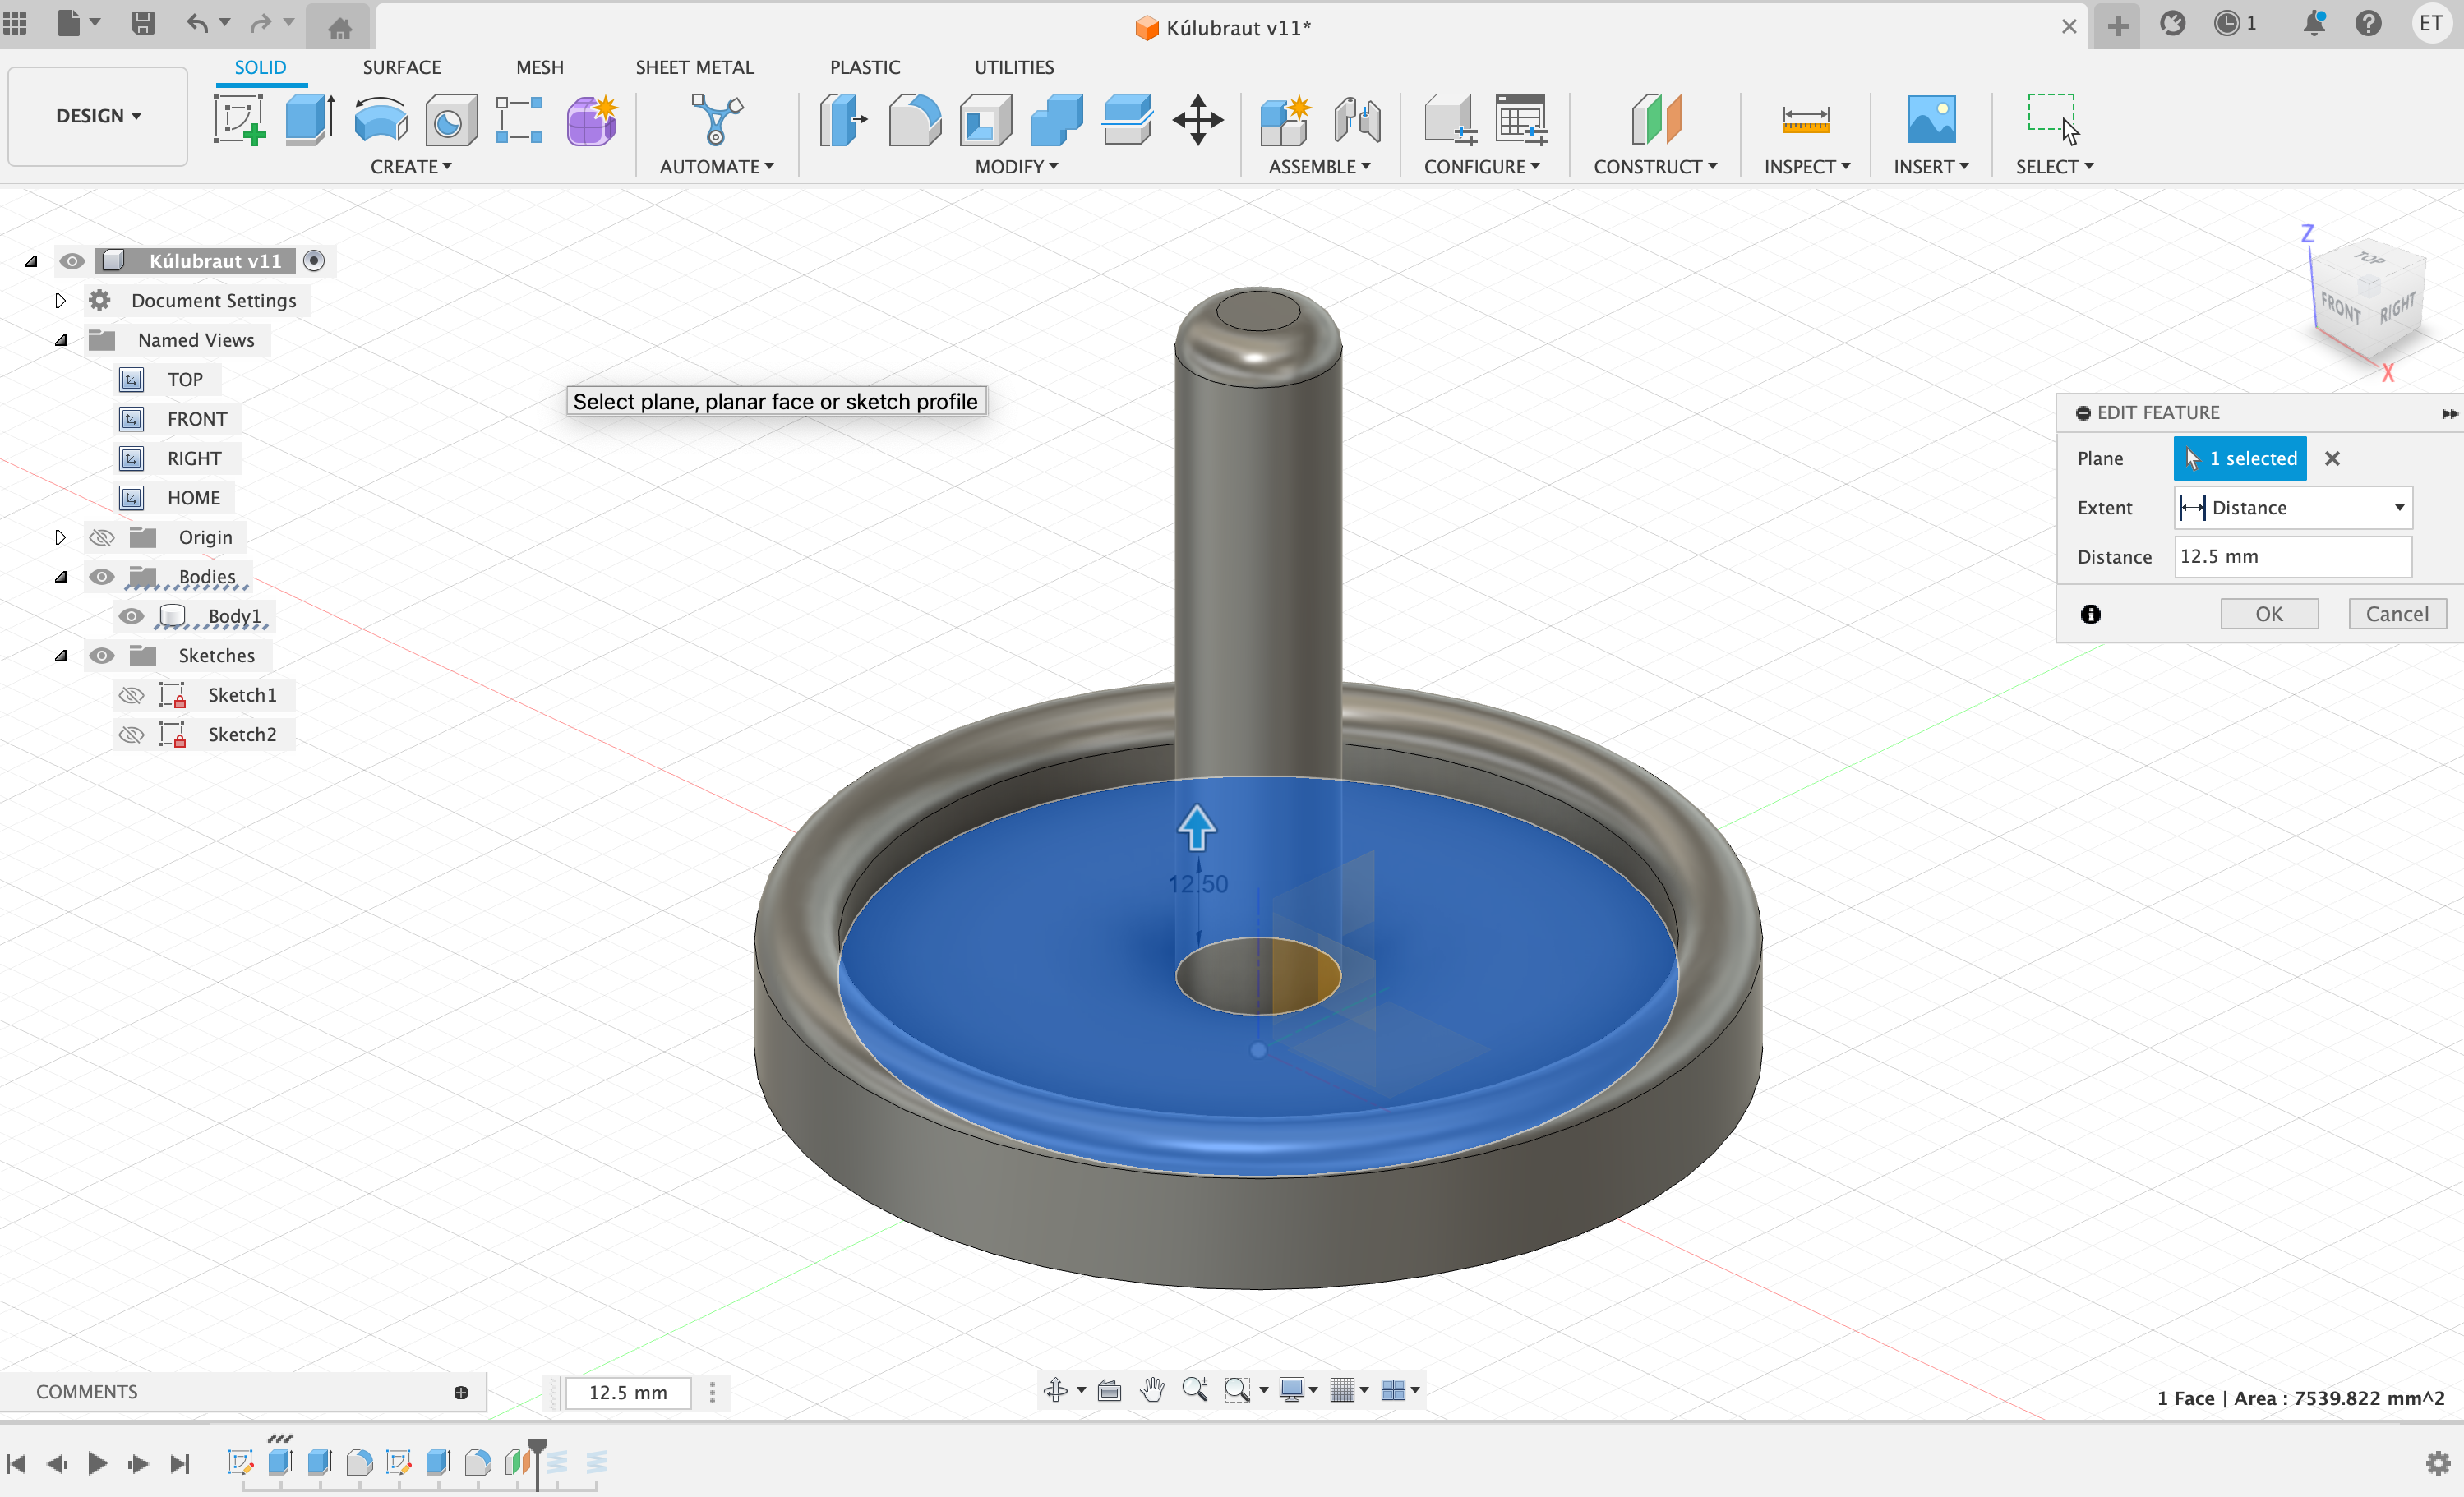 Kúlubraut v11*
1
ET
SOLID
SURFACE
MESH
SHEET METAL
PLASTIC
UTILITIES
DESIGN
CREATE
AUTOMATE
MODIFY
ASSEMBLE
CONFIGURE
CONSTRUCT
INSPECT
INSERT
SELECT
Kúlubraut v11
Document Settings
Named Views
TOP
FRONT
RIGHT
HOME
Origin
Bodies
Body1
Sketches
Sketch1
Sketch2
Select plane, planar face or sketch profile
Z
TOP
FRONT
RIGHT
X
EDIT FEATURE
Plane
1 selected
Extent
Distance
Distance
12.5 mm
OK
Cancel
12.50
COMMENTS
12.5 mm
1 Face | Area : 7539.822 mm^2